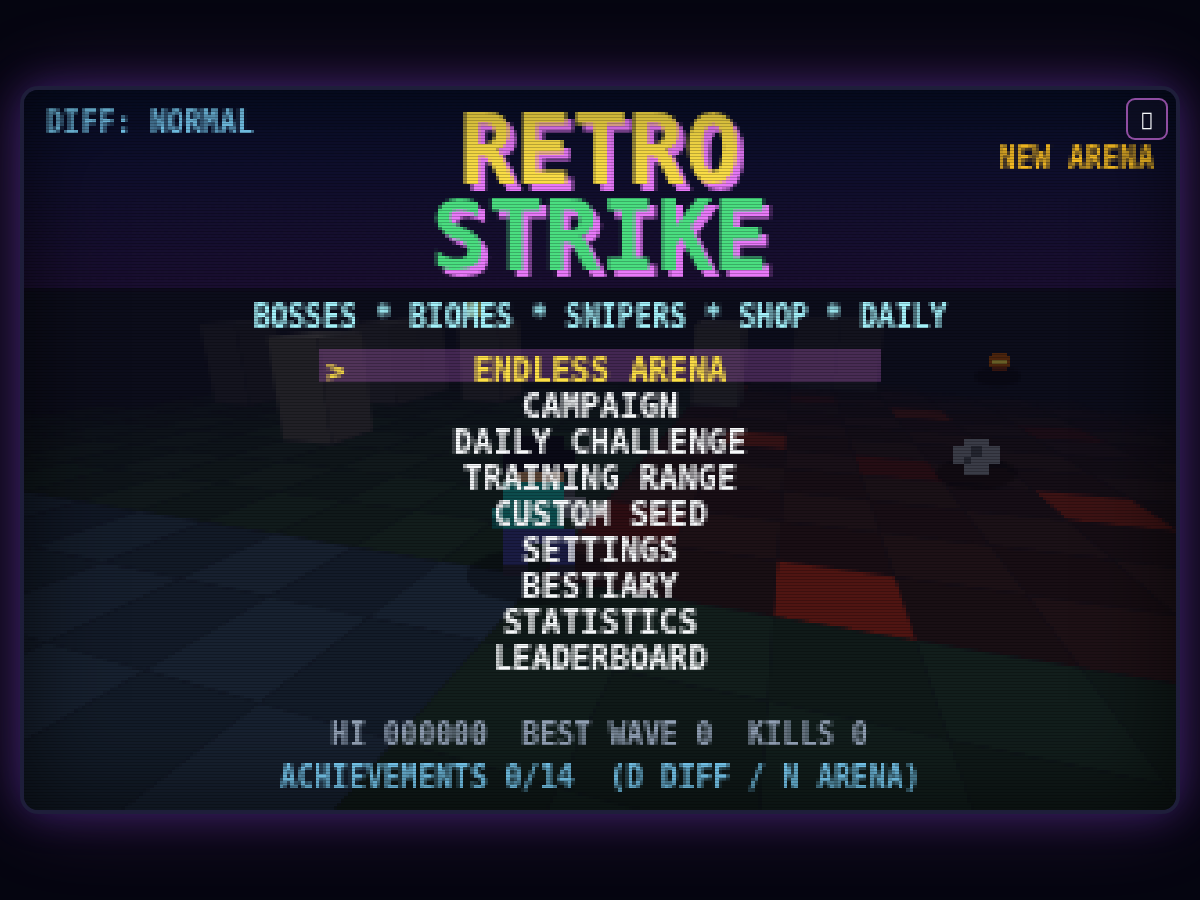 DIFF: NORMAL
RETRO
STRIKE
NEW ARENA
BOSSES * BIOMES * SNIPERS * SHOP * DAILY
> ENDLESS ARENA
CAMPAIGN
DAILY CHALLENGE
TRAINING RANGE
CUSTOM SEED
SETTINGS
BESTIARY
STATISTICS
LEADERBOARD
HI 000000 BEST WAVE 0 KILLS 0
ACHIEVEMENTS 0/14 (D DIFF / N ARENA)